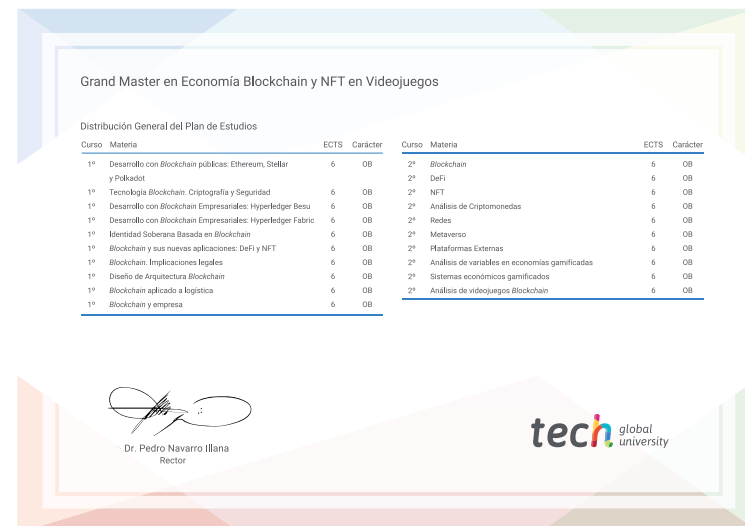 Grand Master en Economía Blockchain y NFT en Videojuegos
Distribución General del Plan de Estudios
Curso Materia ECTS Carácter
1º Desarrollo con Blockchain públicas: Ethereum, Stellar 6 OB
y Polkadot
1º Tecnología Blockchain. Criptografía y Seguridad 6 OB
1º Desarrollo con Blockchain Empresariales: Hyperledger Besu 6 OB
1º Desarrollo con Blockchain Empresariales: Hyperledger Fabric 6 OB
1º Identidad Soberana Basada en Blockchain 6 OB
1º Blockchain y sus nuevas aplicaciones: DeFi y NFT 6 OB
1º Blockchain. Implicaciones legales 6 OB
1º Diseño de Arquitectura Blockchain 6 OB
1º Blockchain aplicado a logística 6 OB
1º Blockchain y empresa 6 OB
Curso Materia ECTS Carácter
2º Blockchain 6 OB
2º DeFi 6 OB
2º NFT 6 OB
2º Análisis de Criptomonedas 6 OB
2º Redes 6 OB
2º Metaverso 6 OB
2º Plataformas Externas 6 OB
2º Análisis de variables en economías gamificadas 6 OB
2º Sistemas económicos gamificados 6 OB
2º Análisis de videojuegos Blockchain 6 OB
Dr. Pedro Navarro Illana
Rector
tech global
university